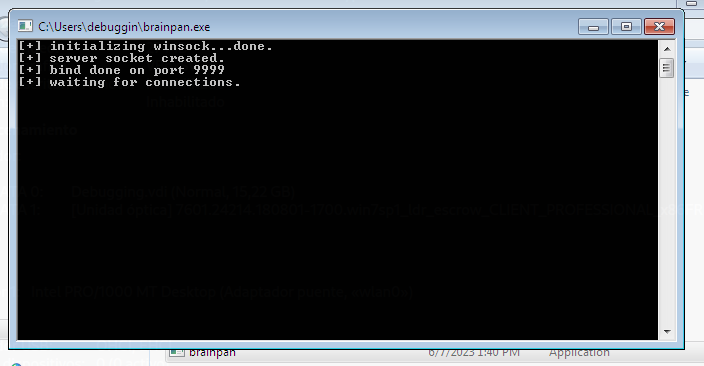 C:\Users\debuggin\brainpan.exe
[+] initializing winsock...done.
[+] server socket created.
[+] bind done on port 9999
[+] waiting for connections.
brainpan 6/7/2023 1:40 PM Application